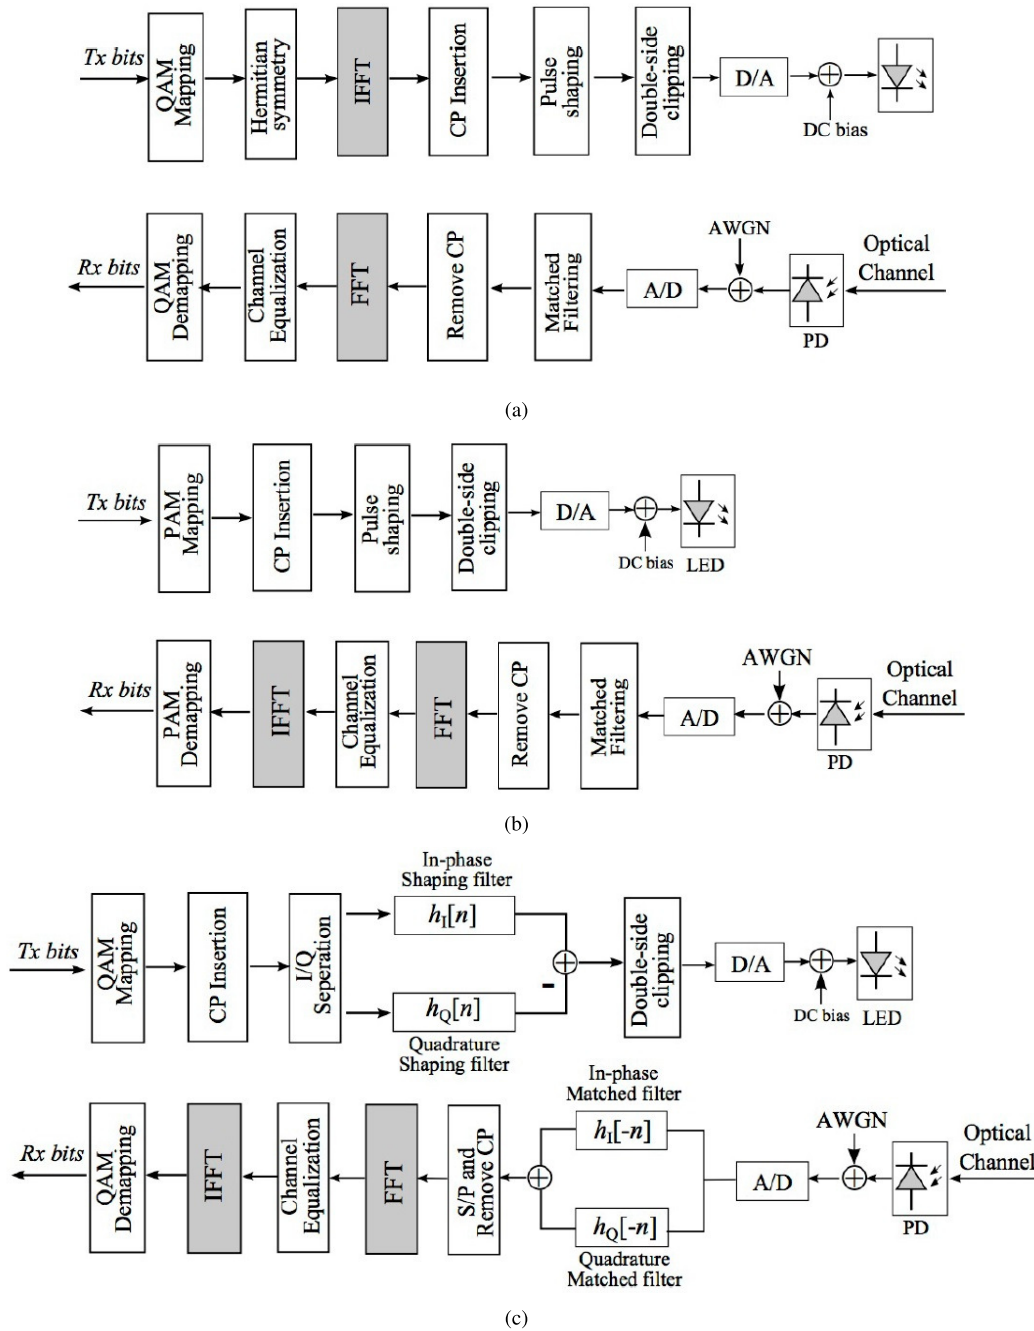 Tx bits
QAM
Mapping
Hermitian
symmetry
IFFT
CP Insertion
Pulse
shaping
Double-side
clipping
D/A
DC bias
Rx bits
QAM
Demapping
Channel
Equalization
FFT
Remove CP
Matched
Filtering
A/D
AWGN
PD
Optical
Channel
(a)
Tx bits
PAM
Mapping
CP Insertion
Pulse
shaping
Double-side
clipping
D/A
DC bias
LED
Rx bits
PAM
Demapping
IFFT
Channel
Equalization
FFT
Remove CP
Matched
Filtering
A/D
AWGN
PD
Optical
Channel
(b)
Tx bits
QAM
Mapping
CP Insertion
I/Q
Seperation
In-phase
Shaping filter
hI[n]
-
hQ[n]
Quadrature
Shaping filter
Double-side
clipping
D/A
DC bias
LED
Rx bits
QAM
Demapping
IFFT
Channel
Equalization
FFT
S/P and
Remove CP
In-phase
Matched filter
hI[-n]
hQ[-n]
Quadrature
Matched filter
A/D
AWGN
PD
Optical
Channel
(c)